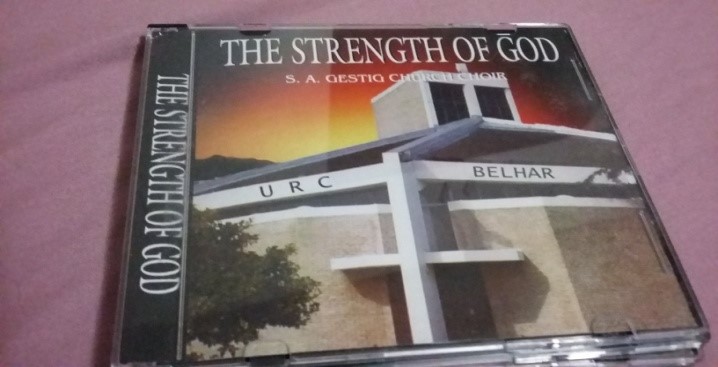 THE STRENGTH OF GOD
S. A. GESTIG CHURCH CHOIR
URC
BELHAR
THE STRENGTH OF GOD